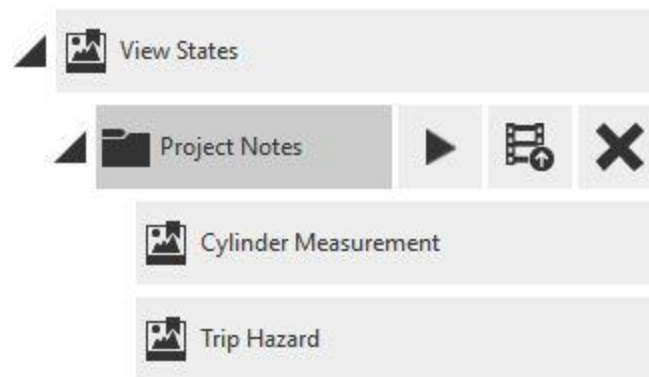 View States
Project Notes
Cylinder Measurement
Trip Hazard